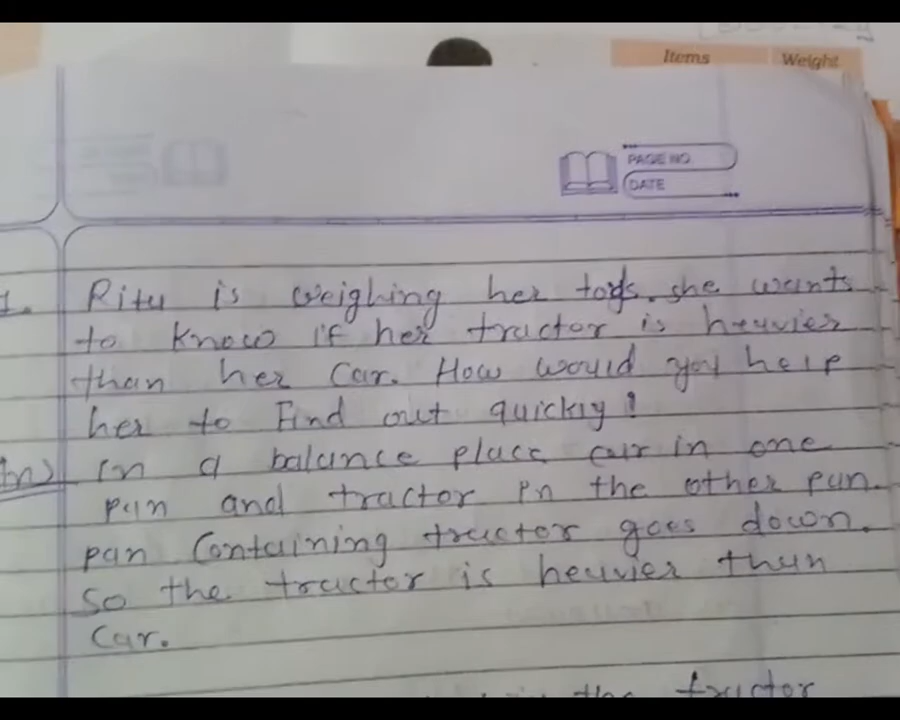 Items Weight
PAGE NO.
DATE
1. Ritu is weighing her toys. she wants
to know if her tractor is heavier
than her car. How would you help
her to Find out quickly?
An) In a balance place car in one
pan and tractor in the other pan.
pan Containing tractor goes down.
So the tractor is heavier than
Car.
the tractor